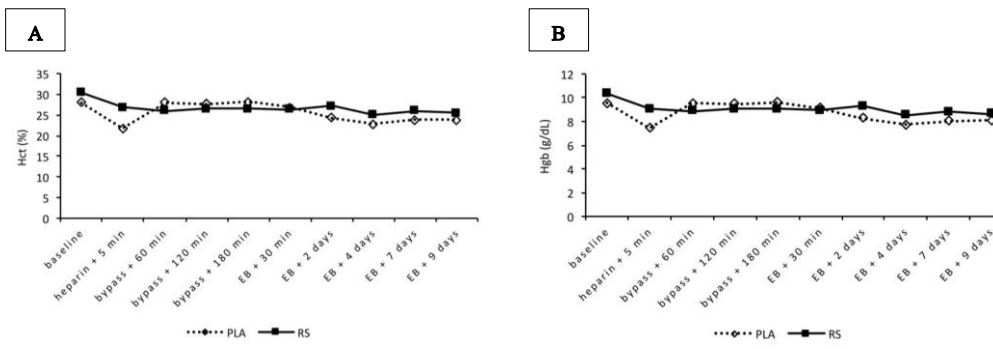 A
35
30
25
20
15
10
5
0
Hct (%)
baseline
heparin + 5 min
bypass + 60 min
bypass + 120 min
bypass + 180 min
EB + 30 min
EB + 2 days
EB + 4 days
EB + 7 days
EB + 9 days
PLA RS
B
12
10
8
6
4
2
0
Hgb (g/dL)
baseline
heparin + 5 min
bypass + 60 min
bypass + 120 min
bypass + 180 min
EB + 30 min
EB + 2 days
EB + 4 days
EB + 7 days
EB + 9 days
PLA RS